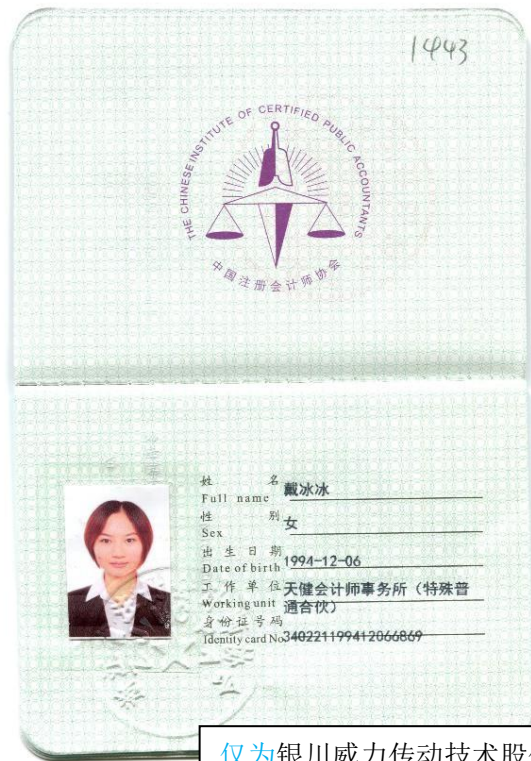 1443
THE CHINESE INSTITUTE OF CERTIFIED PUBLIC ACCOUNTANTS
中国注册会计师协会
姓 名 戴冰冰
Full name
性 别 女
Sex
出生日期 1994-12-06
Date of birth
工作单位 天健会计师事务所（特殊普
Working unit 通合伙）
身份证号码
Identity card No. 340221199412066869
仅为银川威力传动技术股